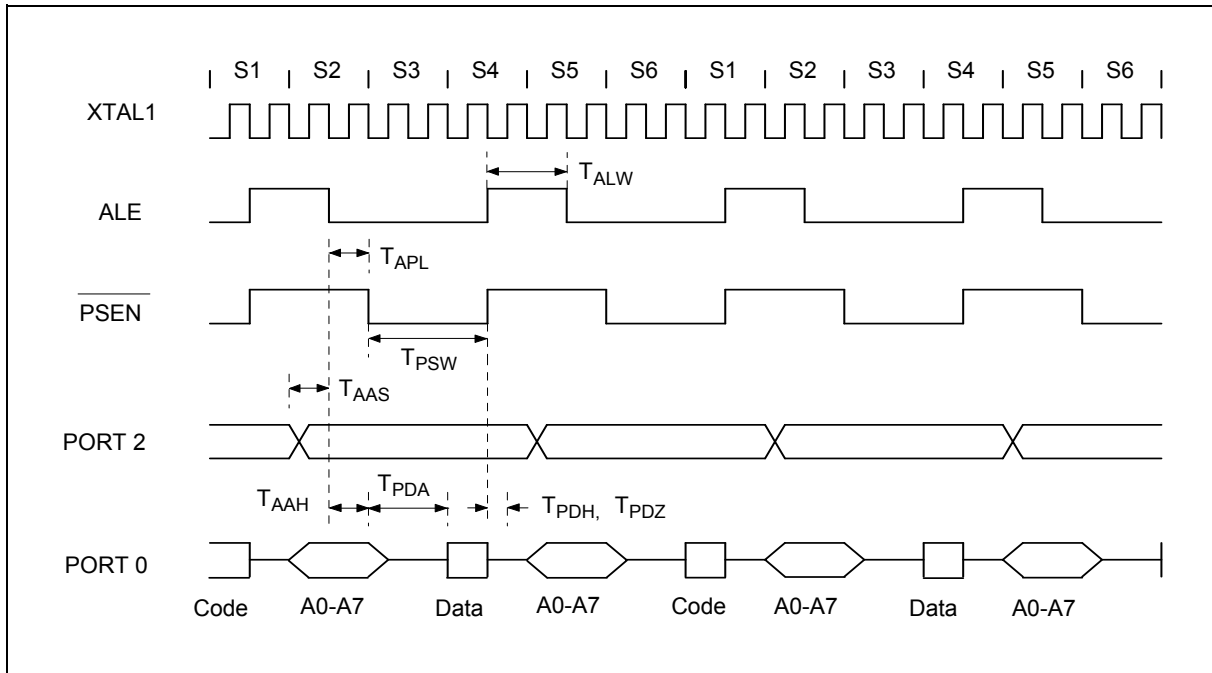 S1 S2 S3 S4 S5 S6 S1 S2 S3 S4 S5 S6
XTAL1
TALW
ALE
TAPL
PSEN
TPSW
TAAS
PORT 2
TAAH TPDA TPDH, TPDZ
PORT 0
Code A0-A7 Data A0-A7 Code A0-A7 Data A0-A7